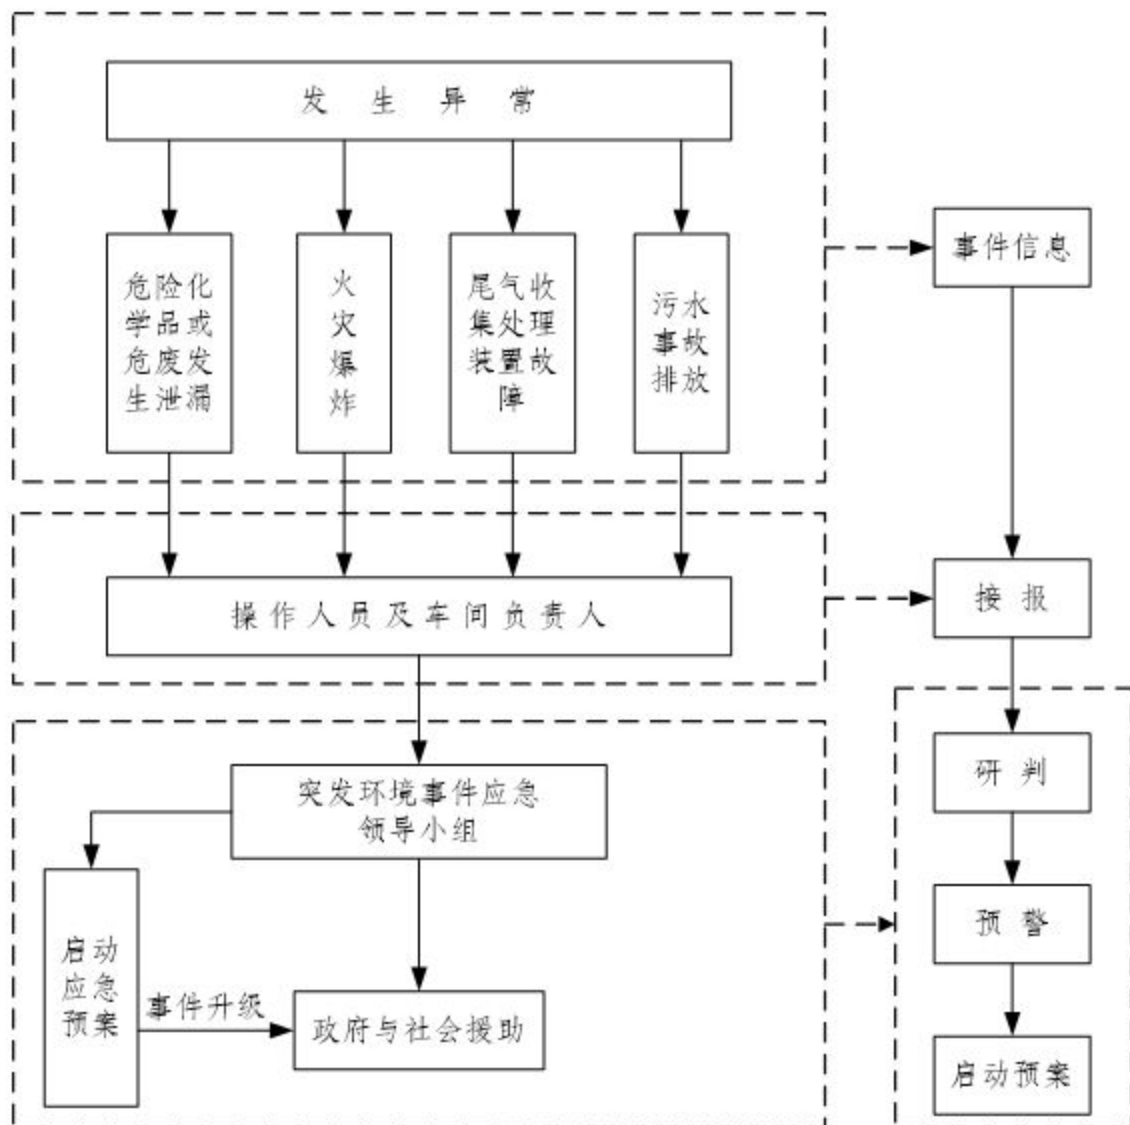 发生异常
危险化
学品或
危废发
生泄漏
火
灾
爆
炸
尾气收
集处理
装置故
障
污水
事故
排放
事件信息
操作人员及车间负责人
接报
突发环境事件应急
领导小组
研判
启动
应急
预案
事件升级
政府与社会援助
预警
启动预案